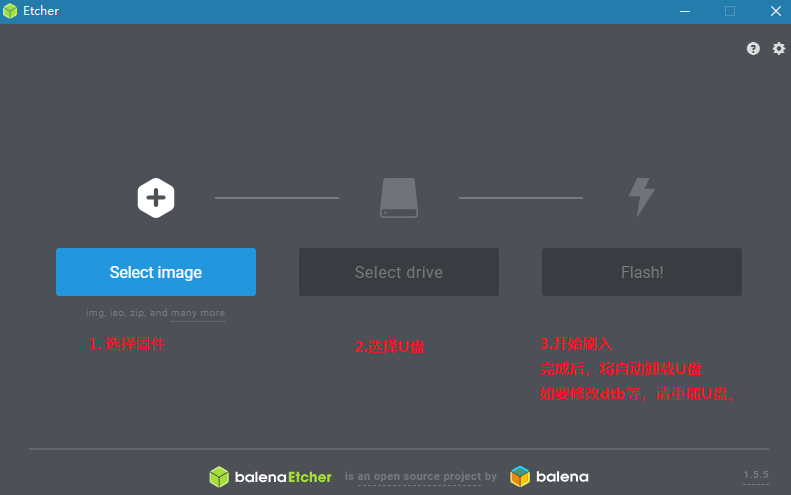 Etcher
Select image
Select drive
Flash!
img, iso, zip, and many more
1. 选择固件
2.选择U盘
3.开始刷入
完成后，将自动卸载U盘
如要修改dtb等，请重插U盘。
balenaEtcher is an open source project by balena
1.5.5